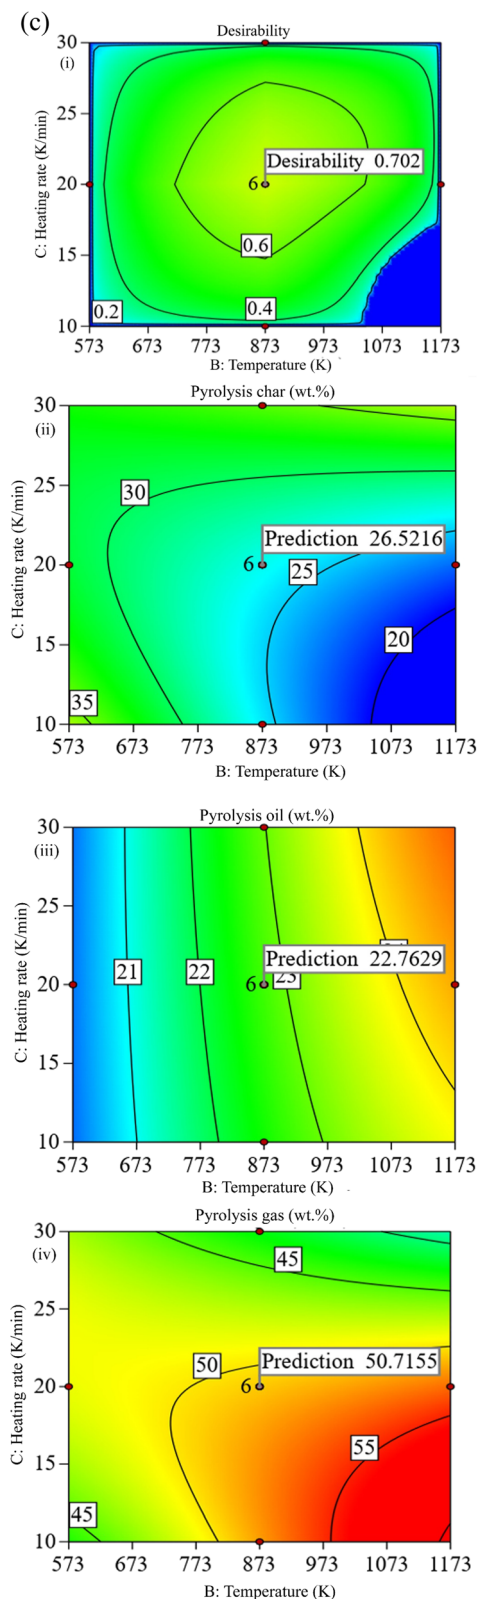 (c)
Desirability
30
(i)
25
C: Heating rate (K/min)
Desirability 0.702
20
6
15
0.6
0.2
0.4
10
573 673 773 873 973 1073 1173
B: Temperature (K)
Pyrolysis char (wt.%)
30
(ii)
25
30
C: Heating rate (K/min)
Prediction 26.5216
20
6
25
15
20
35
10
573 673 773 873 973 1073 1173
B: Temperature (K)
Pyrolysis oil (wt.%)
30
(iii)
25
C: Heating rate (K/min)
Prediction 22.7629
20
21
22
6
23
15
10
573 673 773 873 973 1073 1173
B: Temperature (K)
Pyrolysis gas (wt.%)
30
(iv)
45
25
C: Heating rate (K/min)
50
Prediction 50.7155
20
6
15
55
45
10
573 673 773 873 973 1073 1173
B: Temperature (K)